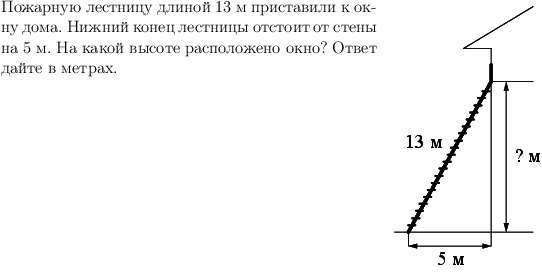 Пожарную лестницу длиной 13 м приставили к ок-
ну дома. Нижний конец лестницы отстоит от стены
на 5 м. На какой высоте расположено окно? Ответ
дайте в метрах.
13 м
? м
5 м